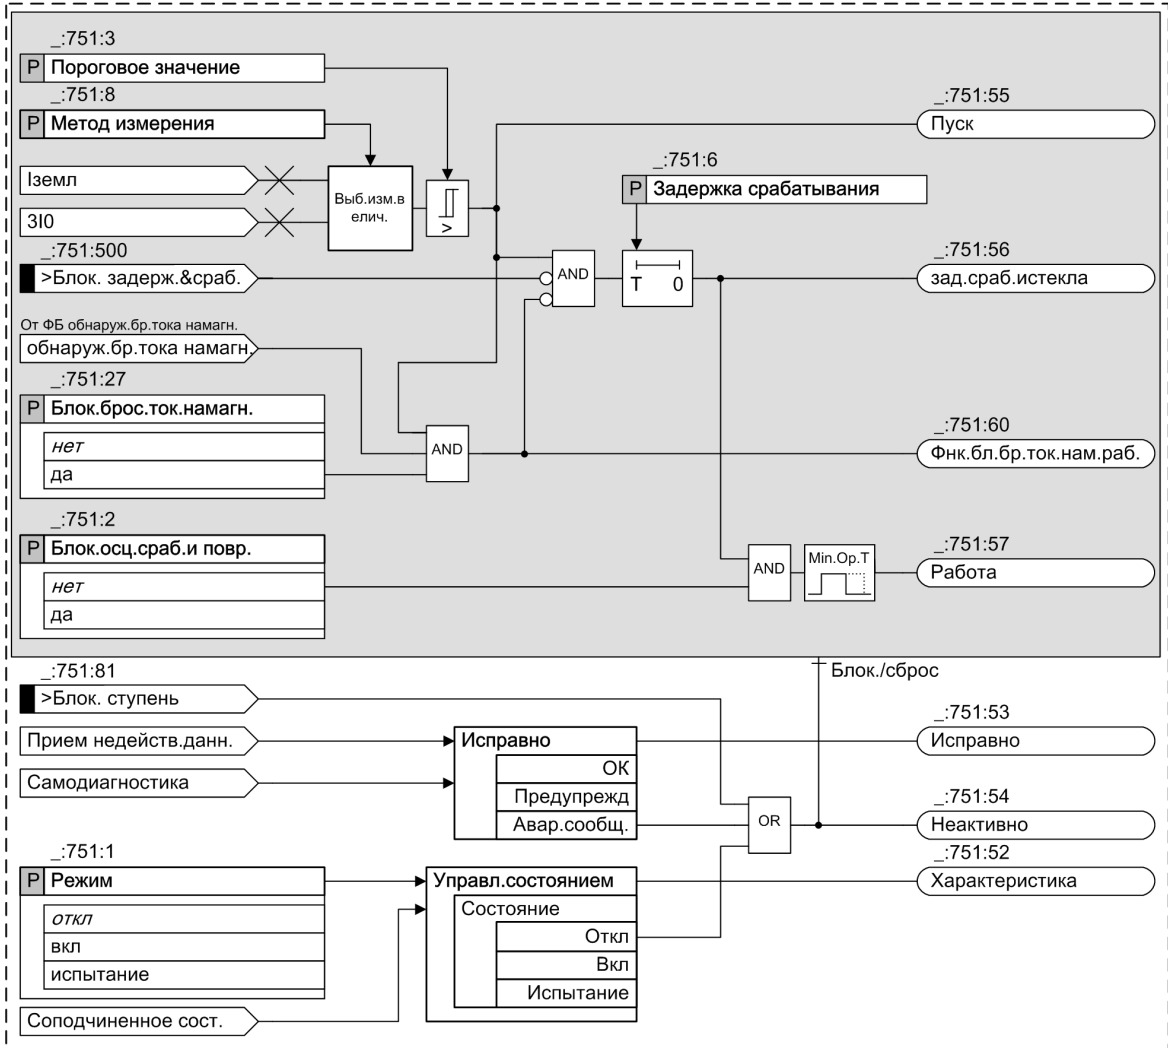 _:751:3
P Пороговое значение
_:751:8
P Метод измерения
_:751:55
Пуск
Iземл
3I0
Выб.изм.в
елич.
>
_:751:6
P Задержка срабатывания
_:751:500
>Блок. задерж.&сраб.
AND
T 0
_:751:56
зад.сраб.истекла
От ФБ обнаруж.бр.тока намагн.
обнаруж.бр.тока намагн.
_:751:27
P Блок.брос.ток.намагн.
нет
да
AND
_:751:60
Фнк.бл.бр.ток.нам.раб.
_:751:2
P Блок.осц.сраб.и повр.
нет
да
AND
Min.Op.T
_:751:57
Работа
Блок./сброс
_:751:81
>Блок. ступень
Прием недейств.данн.
Самодиагностика
Исправно
ОК
Предупрежд
Авар.сообщ.
OR
_:751:53
Исправно
_:751:54
Неактивно
_:751:52
Характеристика
_:751:1
P Режим
откл
вкл
испытание
Соподчиненное сост.
Управл.состоянием
Состояние
Откл
Вкл
Испытание